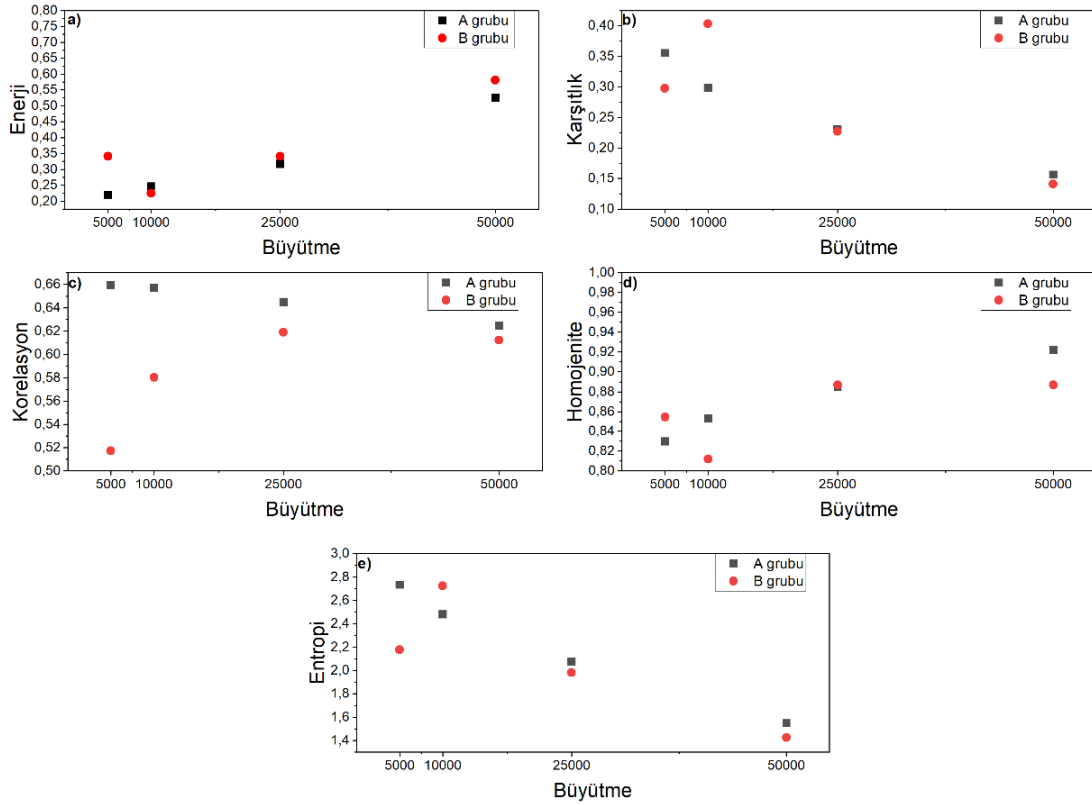 a)
A grubu
B grubu
0,80
0,75
0,70
0,65
0,60
0,55
0,50
0,45
0,40
0,35
0,30
0,25
0,20
Enerji
5000 10000 25000 50000
Büyütme
b)
A grubu
B grubu
0,40
0,35
0,30
0,25
0,20
0,15
0,10
Karşıtlık
5000 10000 25000 50000
Büyütme
c)
A grubu
B grubu
0,66
0,64
0,62
0,60
0,58
0,56
0,54
0,52
0,50
Korelasyon
5000 10000 25000 50000
Büyütme
d)
A grubu
B grubu
1,00
0,98
0,96
0,94
0,92
0,90
0,88
0,86
0,84
0,82
0,80
Homojenite
5000 10000 25000 50000
Büyütme
e)
A grubu
B grubu
3,0
2,8
2,6
2,4
2,2
2,0
1,8
1,6
1,4
Entropi
5000 10000 25000 50000
Büyütme